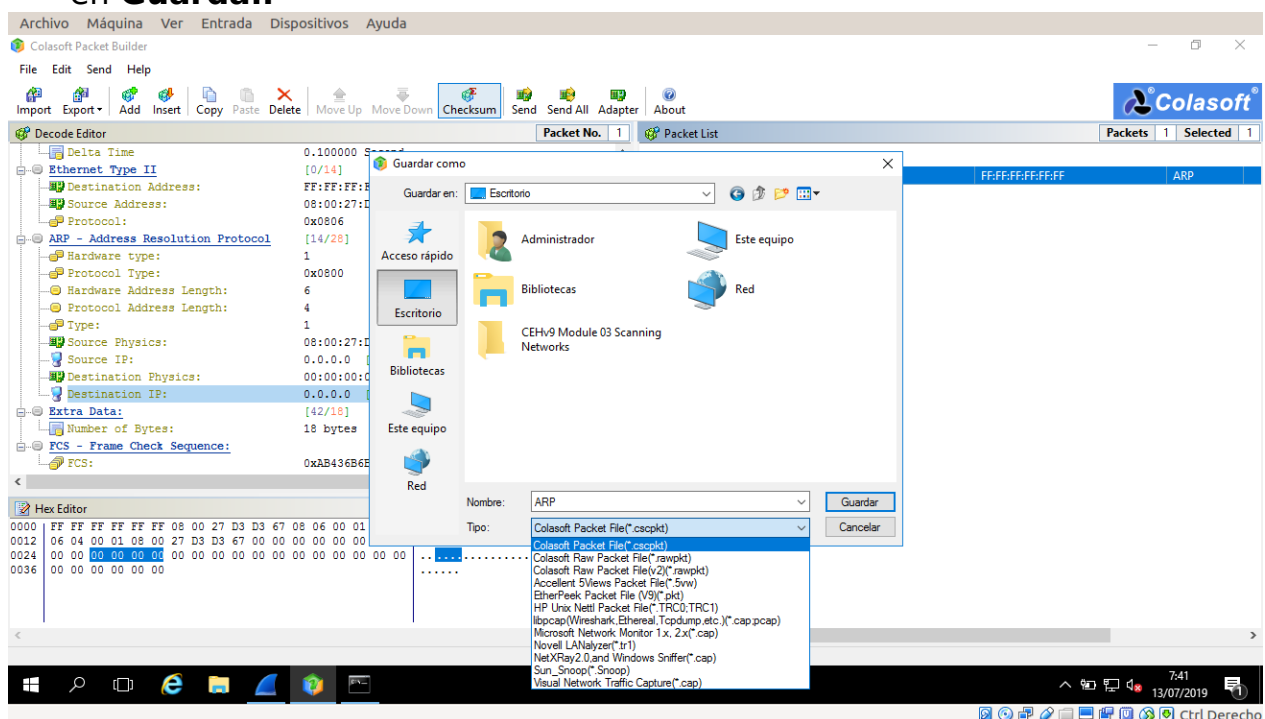 en Guardar.
Archivo Máquina Ver Entrada Dispositivos Ayuda
Colasoft Packet Builder
File Edit Send Help
Import Export Add Insert Copy Paste Delete Move Up Move Down Checksum Send Send All Adapter About
Colasoft®
Decode Editor Packet No. 1 Packet List Packets 1 Selected 1
Delta Time 0.100000 Second
Ethernet Type II [0/14]
Destination Address: FF:FF:FF:F
Source Address: 08:00:27:D
Protocol: 0x0806
ARP - Address Resolution Protocol [14/28]
Hardware type: 1
Protocol Type: 0x0800
Hardware Address Length: 6
Protocol Address Length: 4
Type: 1
Source Physics: 08:00:27:D
Source IP: 0.0.0.0 [
Destination Physics: 00:00:00:0
Destination IP: 0.0.0.0 [
Extra Data: [42/18]
Number of Bytes: 18 bytes
FCS - Frame Check Sequence:
FCS: 0xAB436B6E
FF:FF:FF:FF:FF:FF ARP
Guardar como
Guardar en: Escritorio
Acceso rápido
Escritorio
Bibliotecas
Este equipo
Red
Administrador
Este equipo
Bibliotecas
Red
CEHv9 Module 03 Scanning
Networks
Nombre: ARP Guardar
Tipo: Colasoft Packet File(*.cscpkt) Cancelar
Colasoft Packet File(*.cscpkt)
Colasoft Raw Packet File(*.rawpkt)
Colasoft Raw Packet File(v2)(*.rawpkt)
Accellent 5Views Packet File(*.5vw)
EtherPeek Packet File (V9)(*.pkt)
HP Unix Nettl Packet File(*.TRC0;TRC1)
libpcap(Wireshark,Ethereal,Tcpdump,etc.)(*.cap;pcap)
Microsoft Network Monitor 1.x, 2.x(*.cap)
Novell LANalyzer(*.tr1)
NetXRay2.0,and Windows Sniffer(*.cap)
Sun_Snoop(*.Snoop)
Visual Network Traffic Capture(*.cap)
Hex Editor
0000 FF FF FF FF FF FF 08 00 27 D3 D3 67 08 06 00 01
0012 06 04 00 01 08 00 27 D3 D3 67 00 00 00 00 00 00
0024 00 00 00 00 00 00 00 00 00 00 00 00 00 00 00 00 00 00
0036 00 00 00 00 00 00 ......
7:41
13/07/2019
1
Ctrl Derecho